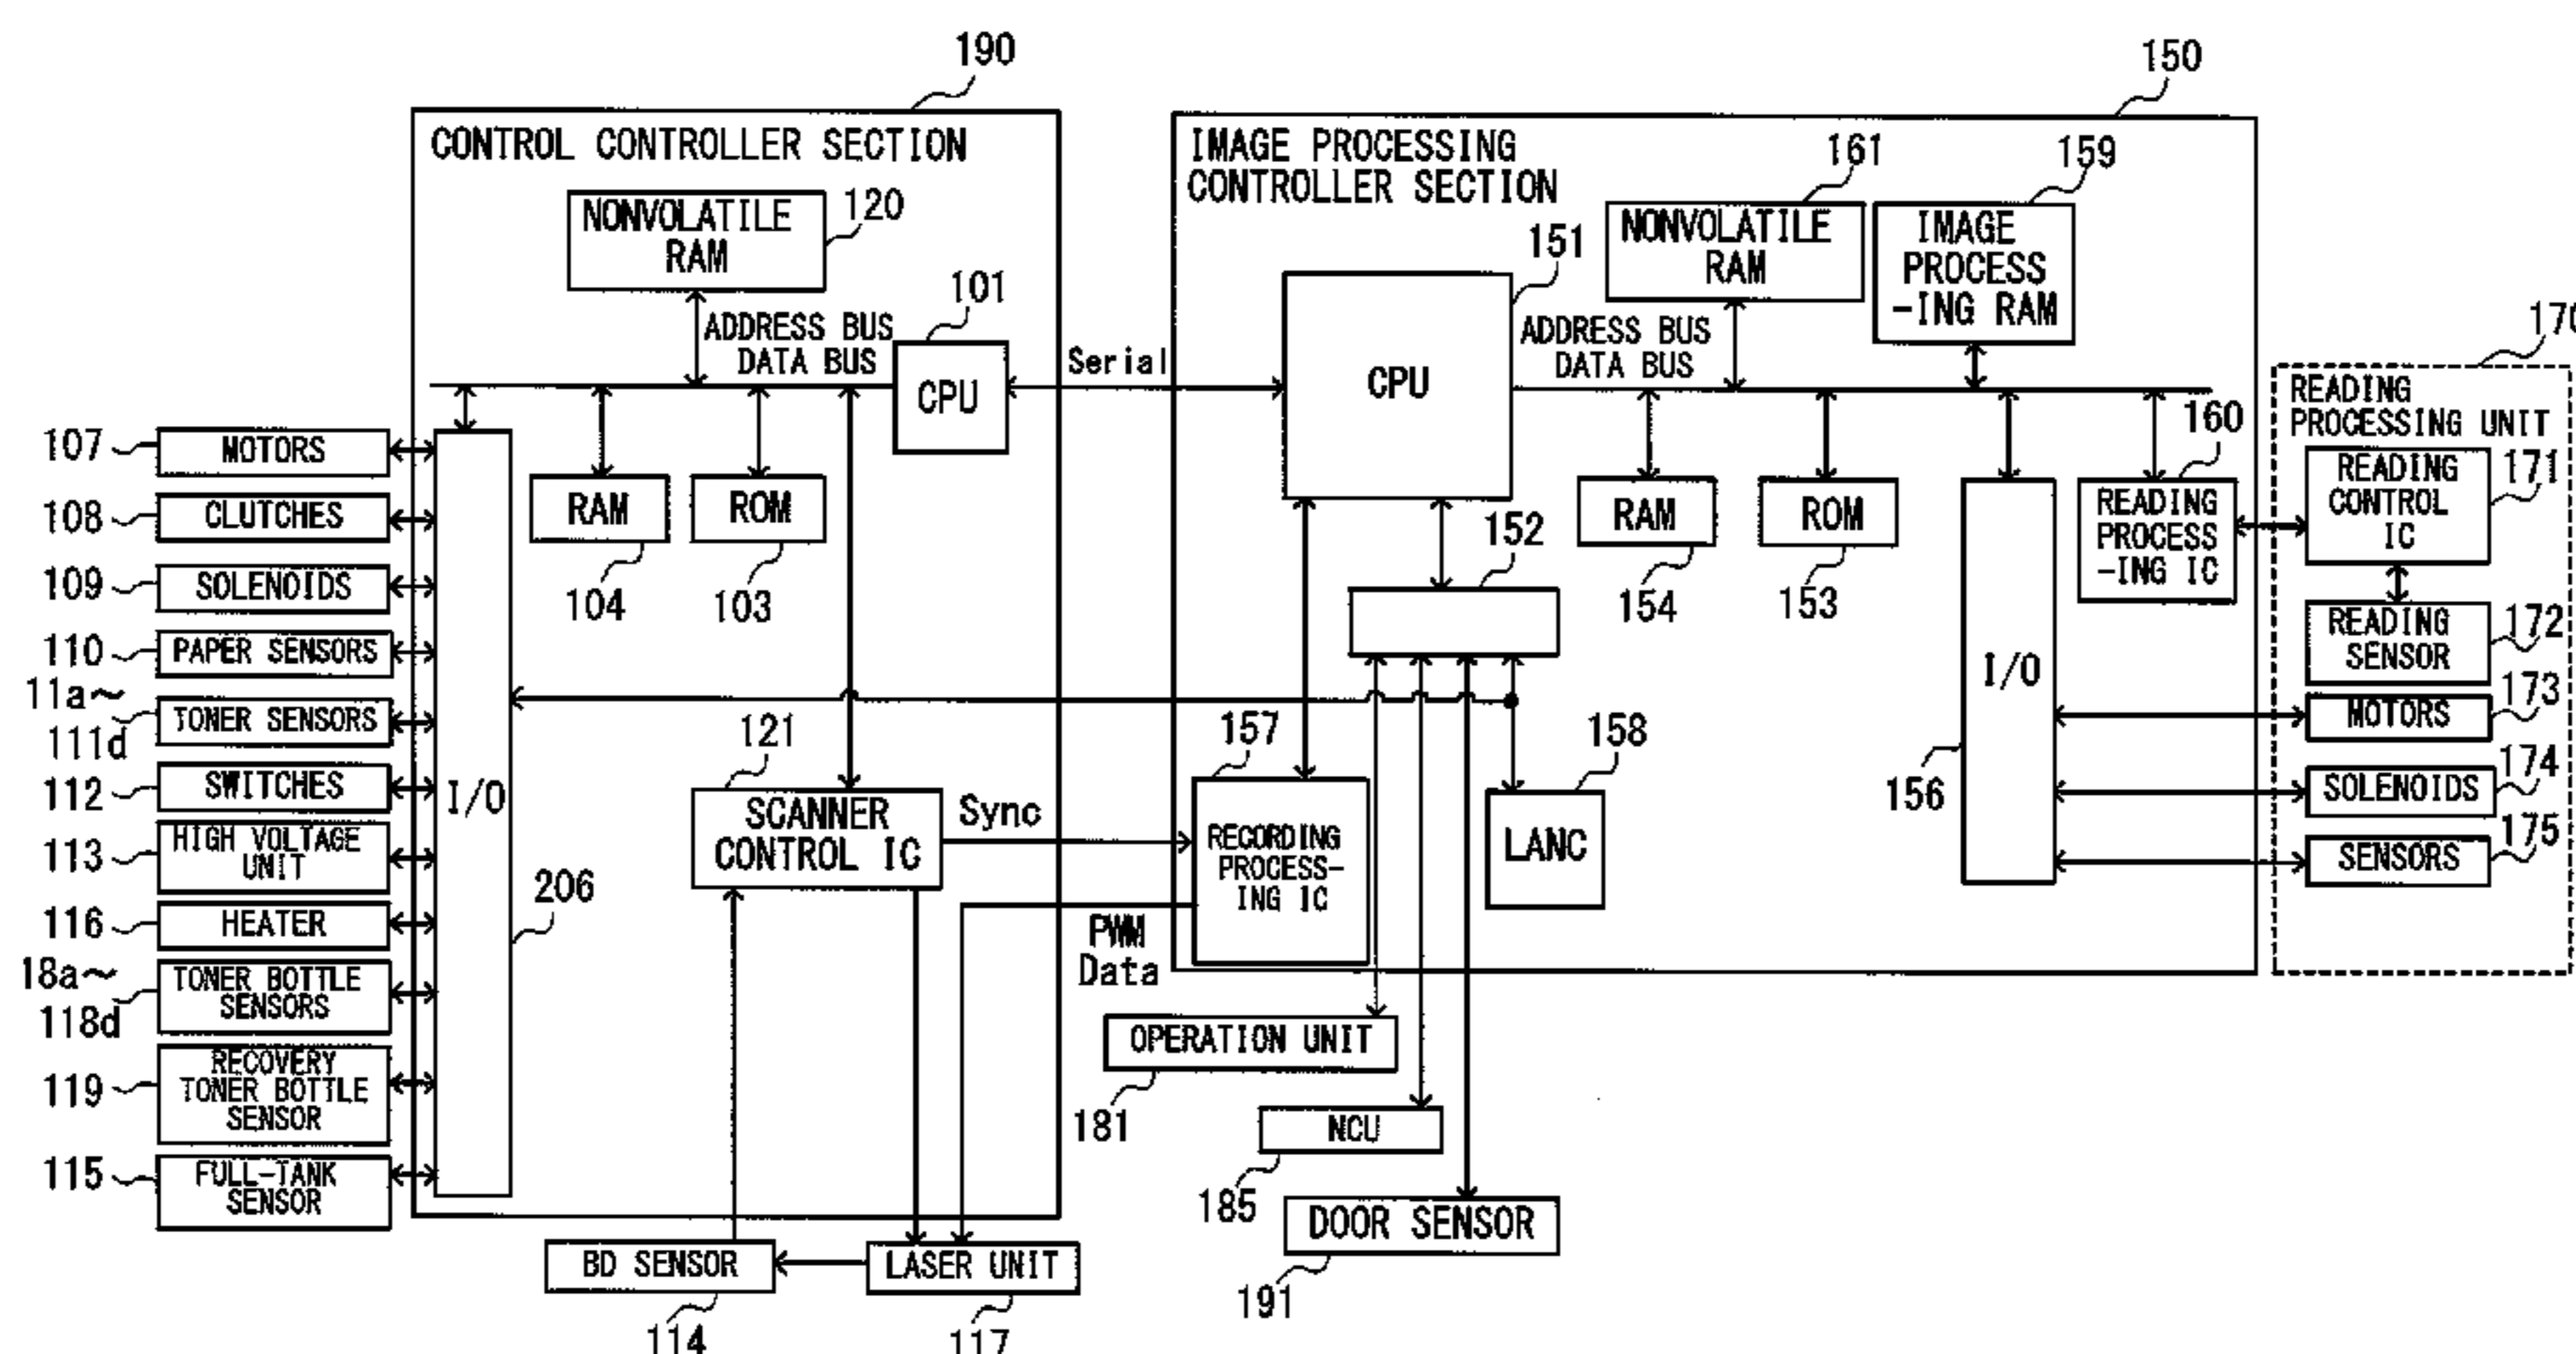 190
150
CONTROL CONTROLLER SECTION
NONVOLATILE
RAM
120
ADDRESS BUS
DATA BUS
101
CPU
Serial
RAM
104
ROM
103
107
MOTORS
108
CLUTCHES
109
SOLENOIDS
110
PAPER SENSORS
11a~
111d
TONER SENSORS
112
SWITCHES
113
HIGH VOLTAGE
UNIT
116
HEATER
18a~
118d
TONER BOTTLE
SENSORS
119
RECOVERY
TONER BOTTLE
SENSOR
115
FULL-TANK
SENSOR
I/O
206
121
SCANNER
CONTROL IC
Sync
PWM
Data
BD SENSOR
114
LASER UNIT
117
IMAGE PROCESSING
CONTROLLER SECTION
151
CPU
161
NONVOLATILE
RAM
159
IMAGE
PROCESS
-ING RAM
ADDRESS BUS
DATA BUS
152
RAM
154
ROM
153
I/O
156
160
READING
PROCESS
-ING IC
157
RECORDING
PROCESS-
ING IC
158
LANC
OPERATION UNIT
181
NCU
185
DOOR SENSOR
191
170
READING
PROCESSING UNIT
READING
CONTROL
IC
171
READING
SENSOR
172
MOTORS
173
SOLENOIDS
174
SENSORS
175